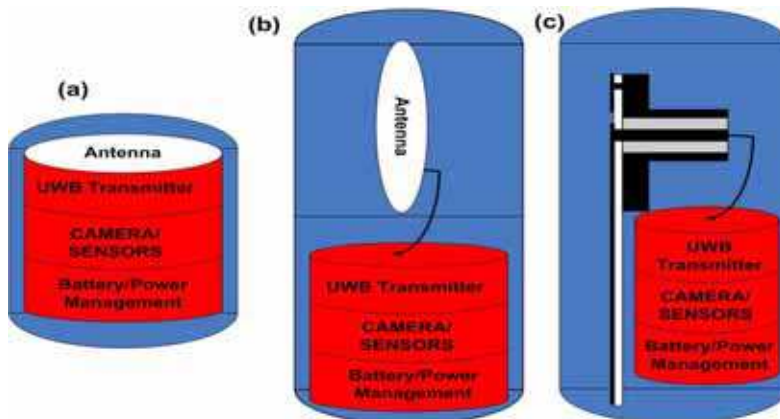 (a)
Antenna
UWB Transmitter
CAMERA/
SENSORS
Battery/Power
Management
(b)
Antenna
UWB Transmitter
CAMERA/
SENSORS
Battery/Power
Management
(c)
UWB
Transmitter
CAMERA/
SENSORS
Battery/Power
Management